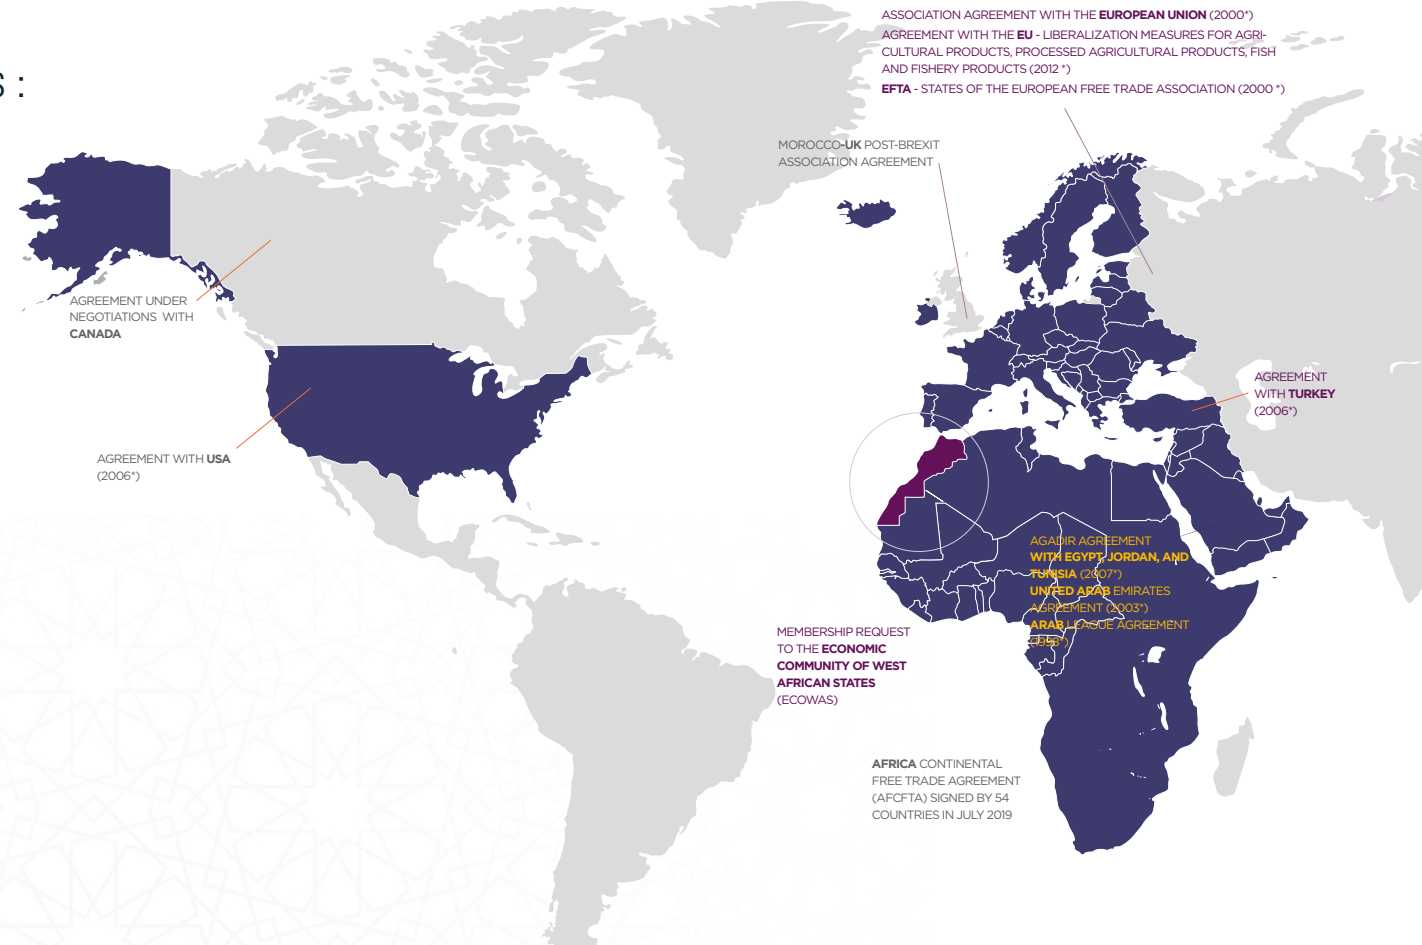 S :
ASSOCIATION AGREEMENT WITH THE EUROPEAN UNION (2000*)
AGREEMENT WITH THE EU - LIBERALIZATION MEASURES FOR AGRI-
CULTURAL PRODUCTS, PROCESSED AGRICULTURAL PRODUCTS, FISH
AND FISHERY PRODUCTS (2012 *)
EFTA - STATES OF THE EUROPEAN FREE TRADE ASSOCIATION (2000 *)
MOROCCO-UK POST-BREXIT
ASSOCIATION AGREEMENT
AGREEMENT UNDER
NEGOTIATIONS WITH
CANADA
AGREEMENT
WITH TURKEY
(2006*)
AGREEMENT WITH USA
(2006*)
AGADIR AGREEMENT
WITH EGYPT, JORDAN, AND
TUNISIA (2007*)
UNITED ARAB EMIRATES
AGREEMENT (2003*)
ARAB LEAGUE AGREEMENT
(1998*)
MEMBERSHIP REQUEST
TO THE ECONOMIC
COMMUNITY OF WEST
AFRICAN STATES
(ECOWAS)
AFRICA CONTINENTAL
FREE TRADE AGREEMENT
(AFCFTA) SIGNED BY 54
COUNTRIES IN JULY 2019